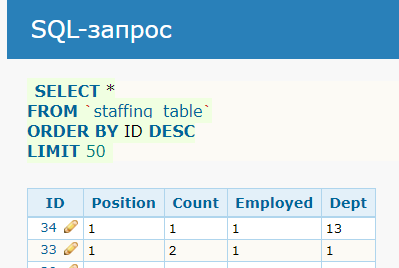 SQL-запрос
SELECT *
FROM `staffing_table`
ORDER BY ID DESC
LIMIT 50
ID Position Count Employed Dept
34 1 1 1 13
33 1 2 1 1